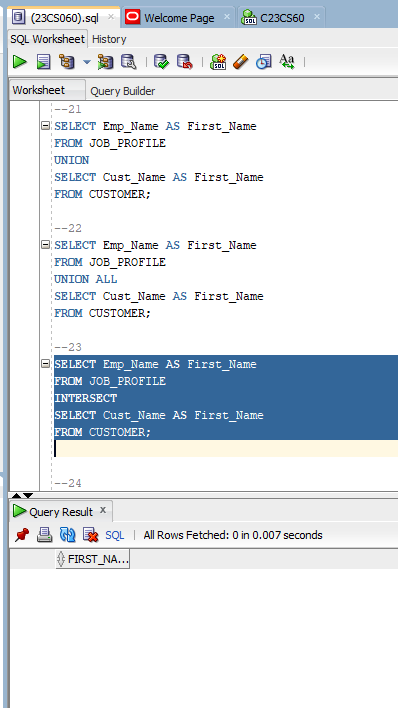 (23CS060).sql
Welcome Page
C23CS60
SQL Worksheet History
Worksheet
Query Builder
--21
SELECT Emp_Name AS First_Name
FROM JOB_PROFILE
UNION
SELECT Cust_Name AS First_Name
FROM CUSTOMER;
--22
SELECT Emp_Name AS First_Name
FROM JOB_PROFILE
UNION ALL
SELECT Cust_Name AS First_Name
FROM CUSTOMER;
--23
SELECT Emp_Name AS First_Name
FROM JOB_PROFILE
INTERSECT
SELECT Cust_Name AS First_Name
FROM CUSTOMER;
--24
Query Result
SQL | All Rows Fetched: 0 in 0.007 seconds
FIRST_NA...